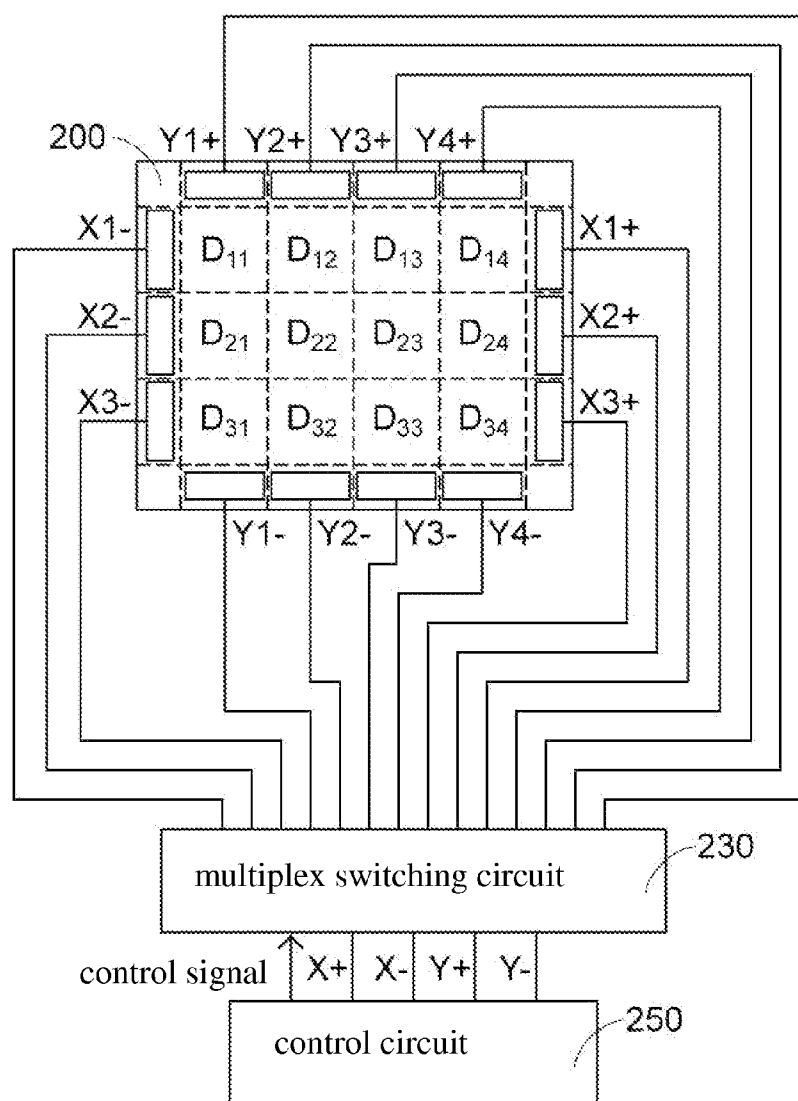 Y1+ Y2+ Y3+ Y4+
200
X1- D11 D12 D13 D14 X1+
X2- D21 D22 D23 D24 X2+
X3- D31 D32 D33 D34 X3+
Y1- Y2- Y3- Y4-
230
multiplex switching circuit
control signal X+ X- Y+ Y-
250
control circuit